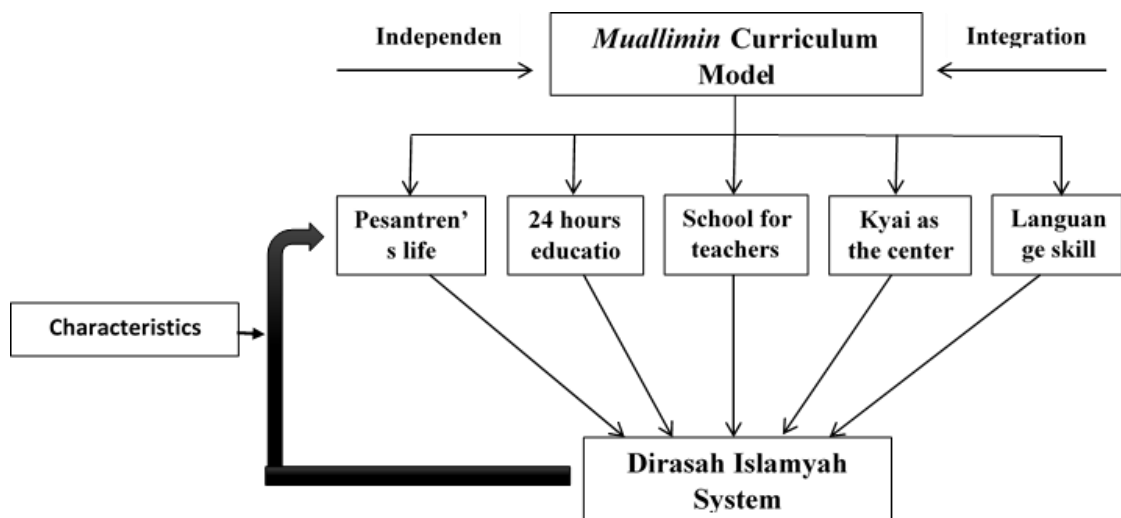 Independen
Muallimin Curriculum
Model
Integration
Pesantren'
s life
24 hours
educatio
School for
teachers
Kyai as
the center
Languan
ge skill
Characteristics
Dirasah Islamyah
System